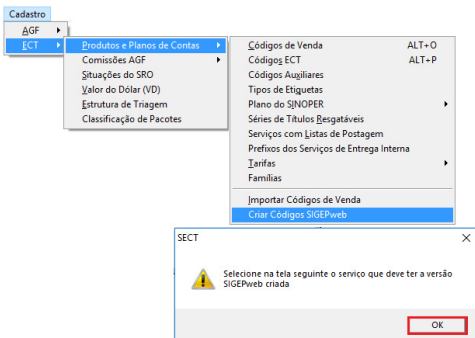 Cadastro
AGF
ECT
Produtos e Planos de Contas
Comissões AGF
Situações do SRO
Valor do Dólar (VD)
Estrutura de Triagem
Classificação de Pacotes
Códigos de Venda ALT+O
Códigos ECT ALT+P
Códigos Auxiliares
Tipos de Etiquetas
Plano do SINOPER
Séries de Títulos Resgatáveis
Serviços com Listas de Postagem
Prefixos dos Serviços de Entrega Interna
Tarifas
Famílias
Importar Códigos de Venda
Criar Códigos SIGEPweb
SECT
Selecione na tela seguinte o serviço que deve ter a versão
SIGEPweb criada
OK